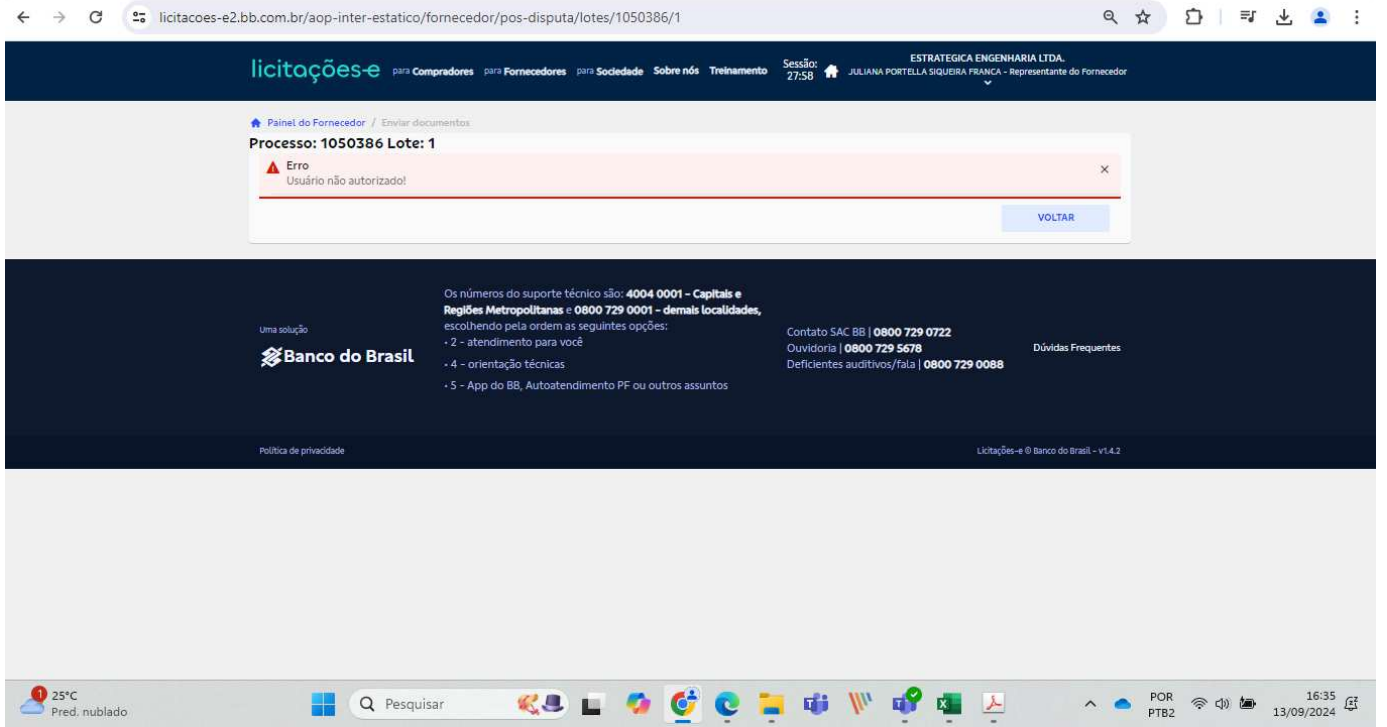 licitacoes-e2.bb.com.br/aop-inter-estatico/fornecedor/pos-disputa/lotes/1050386/1
licitações-e para Compradores para Fornecedores para Sociedade Sobre nós Treinamento
Sessão:
27:58
ESTRATEGICA ENGENHARIA LTDA.
JULIANA PORTELLA SIQUEIRA FRANCA - Representante do Fornecedor
Painel do Fornecedor / Enviar documentos
Processo: 1050386 Lote: 1
Erro
Usuário não autorizado!
VOLTAR
Uma solução
Banco do Brasil
Os números do suporte técnico são: 4004 0001 – Capitais e
Regiões Metropolitanas e 0800 729 0001 – demais localidades,
escolhendo pela ordem as seguintes opções:
• 2 – atendimento para você
• 4 – orientação técnicas
• 5 – App do BB, Autoatendimento PF ou outros assuntos
Contato SAC BB | 0800 729 0722
Ouvidoria | 0800 729 5678
Deficientes auditivos/fala | 0800 729 0088
Dúvidas Frequentes
Política de privacidade
Licitações-e © Banco do Brasil – v1.4.2
1
25°C
Pred. nublado
Pesquisar
POR
PTB2
16:35
13/09/2024